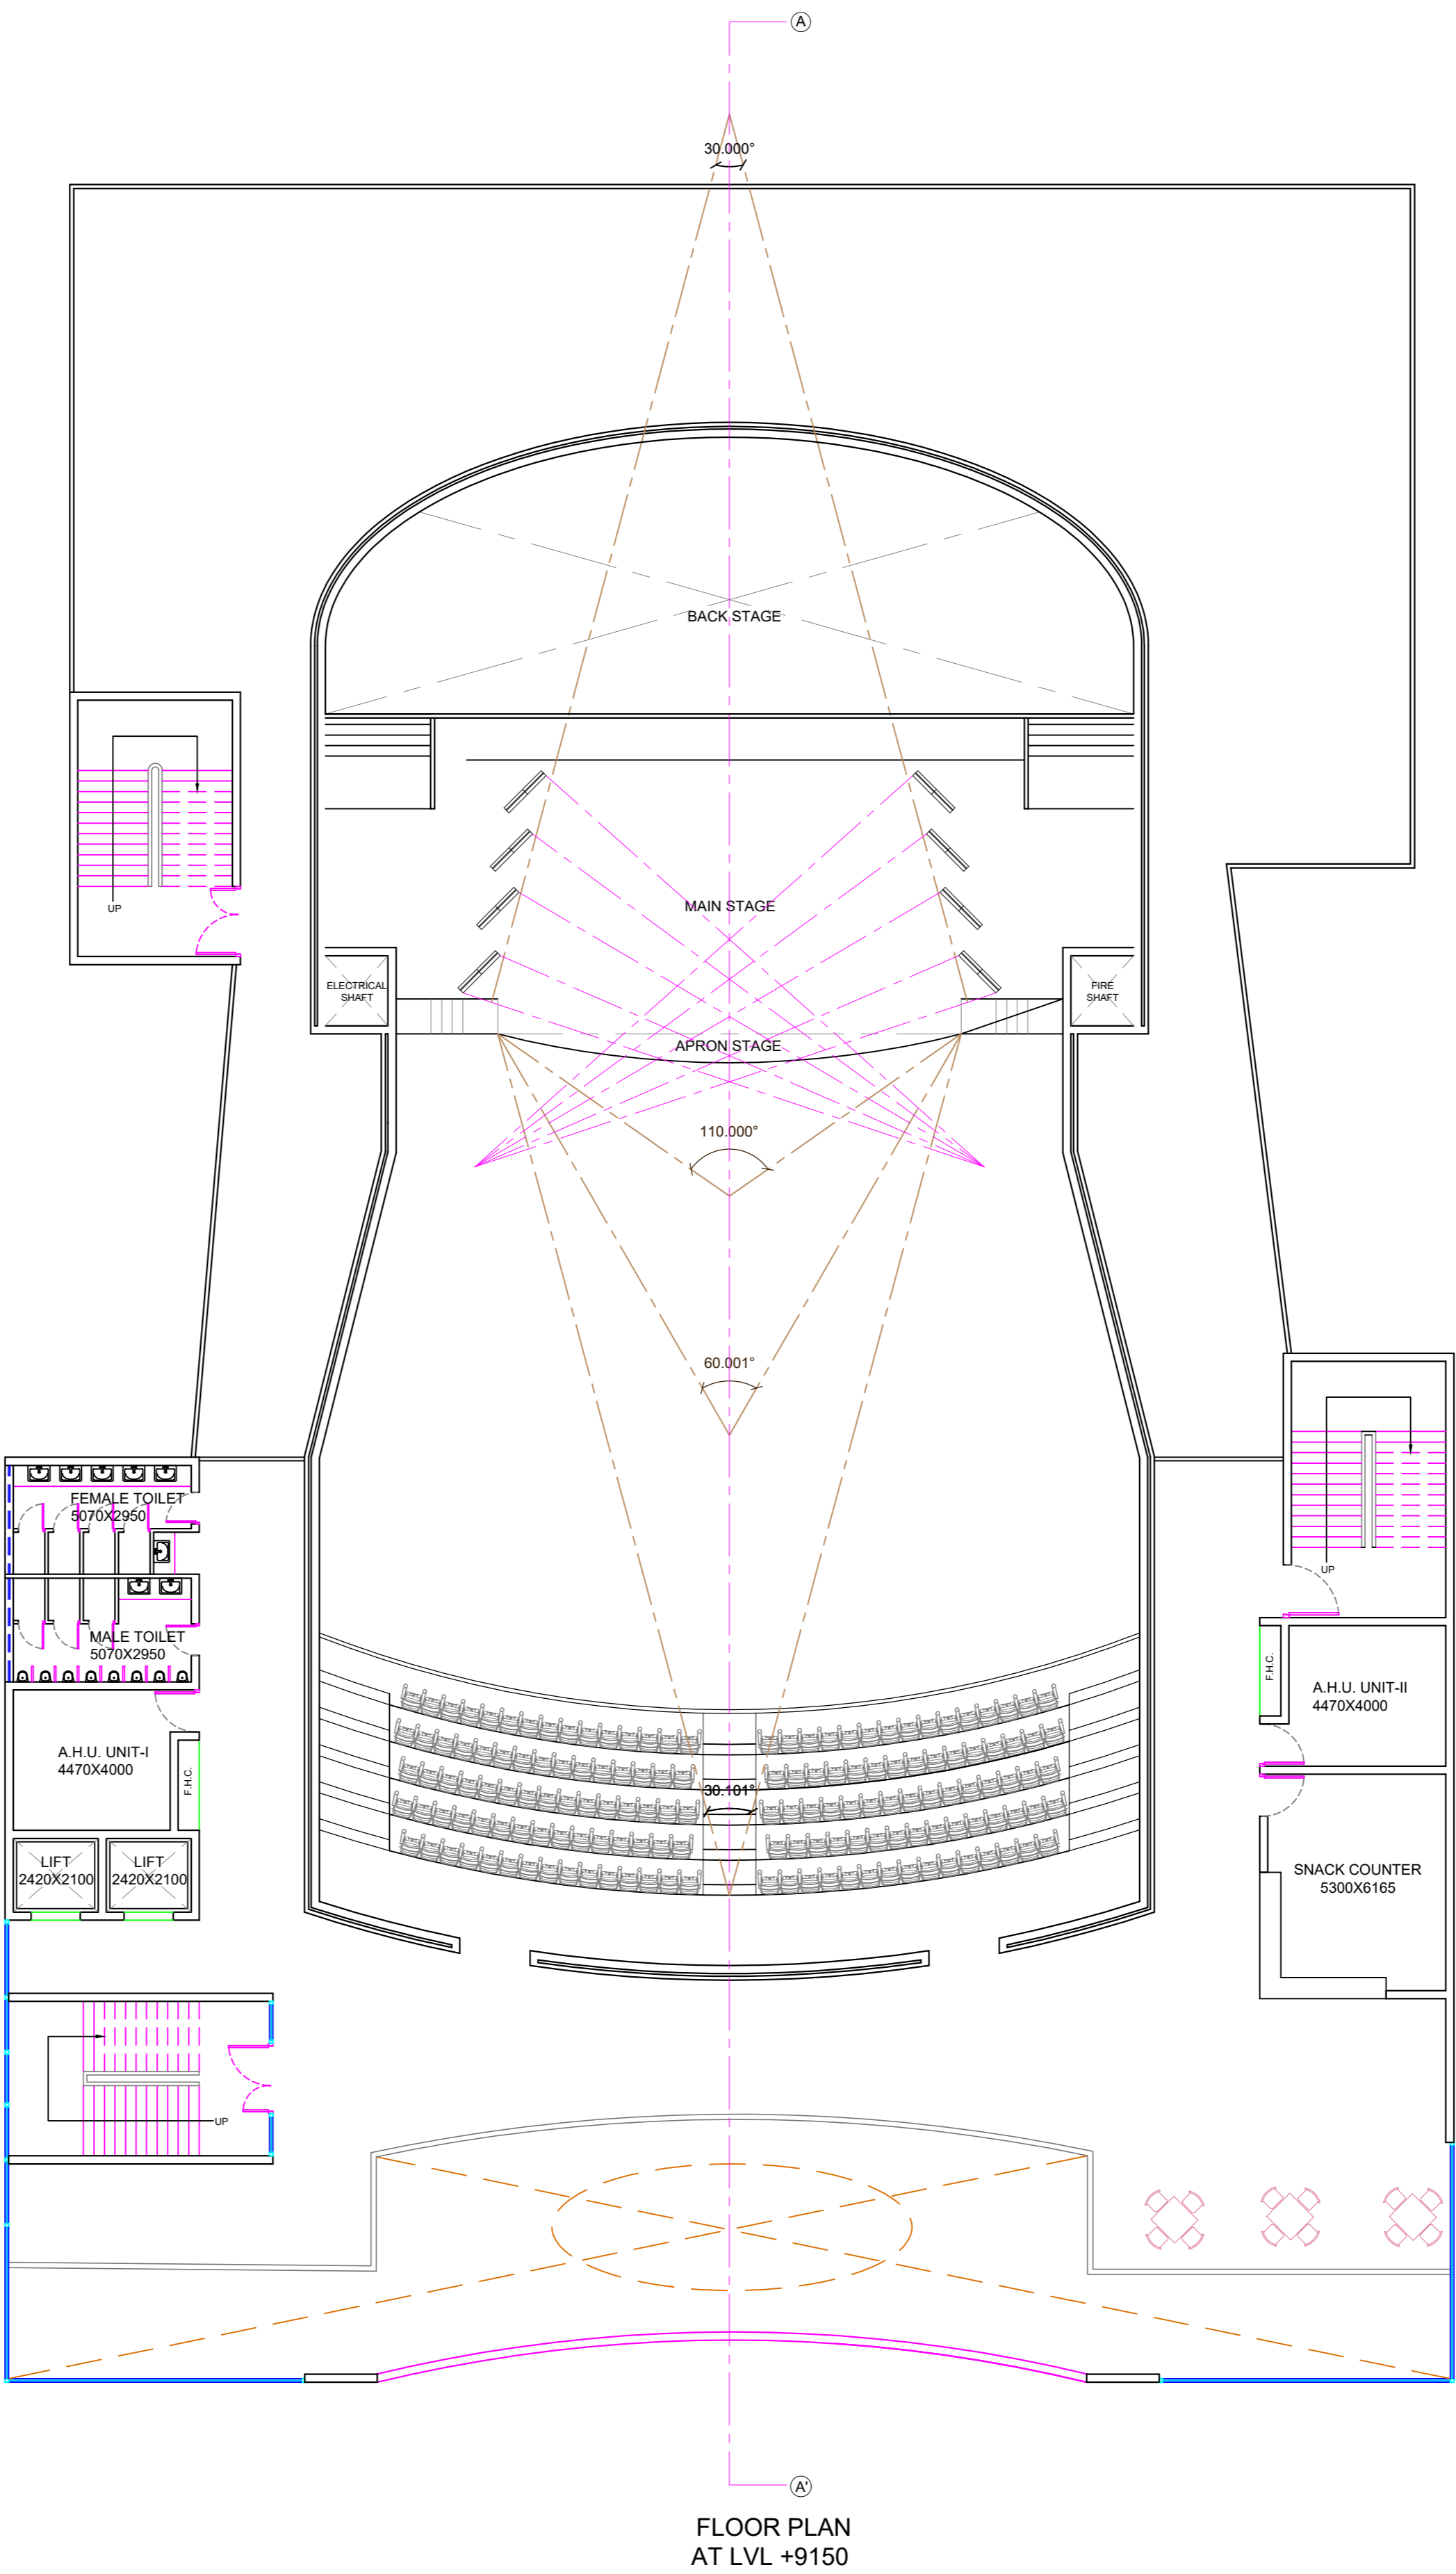 A
30.000°
BACK STAGE
UP
MAIN STAGE
ELECTRICAL
SHAFT
FIRE
SHAFT
APRON STAGE
110.000°
60.001°
FEMALE TOILET
5070X2950
UP
MALE TOILET
5070X2950
F.H.C.
A.H.U. UNIT-II
4470X4000
A.H.U. UNIT-I
4470X4000
F.H.C.
30.101°
LIFT
2420X2100
LIFT
2420X2100
SNACK COUNTER
5300X6165
UP
A'
FLOOR PLAN
AT LVL +9150